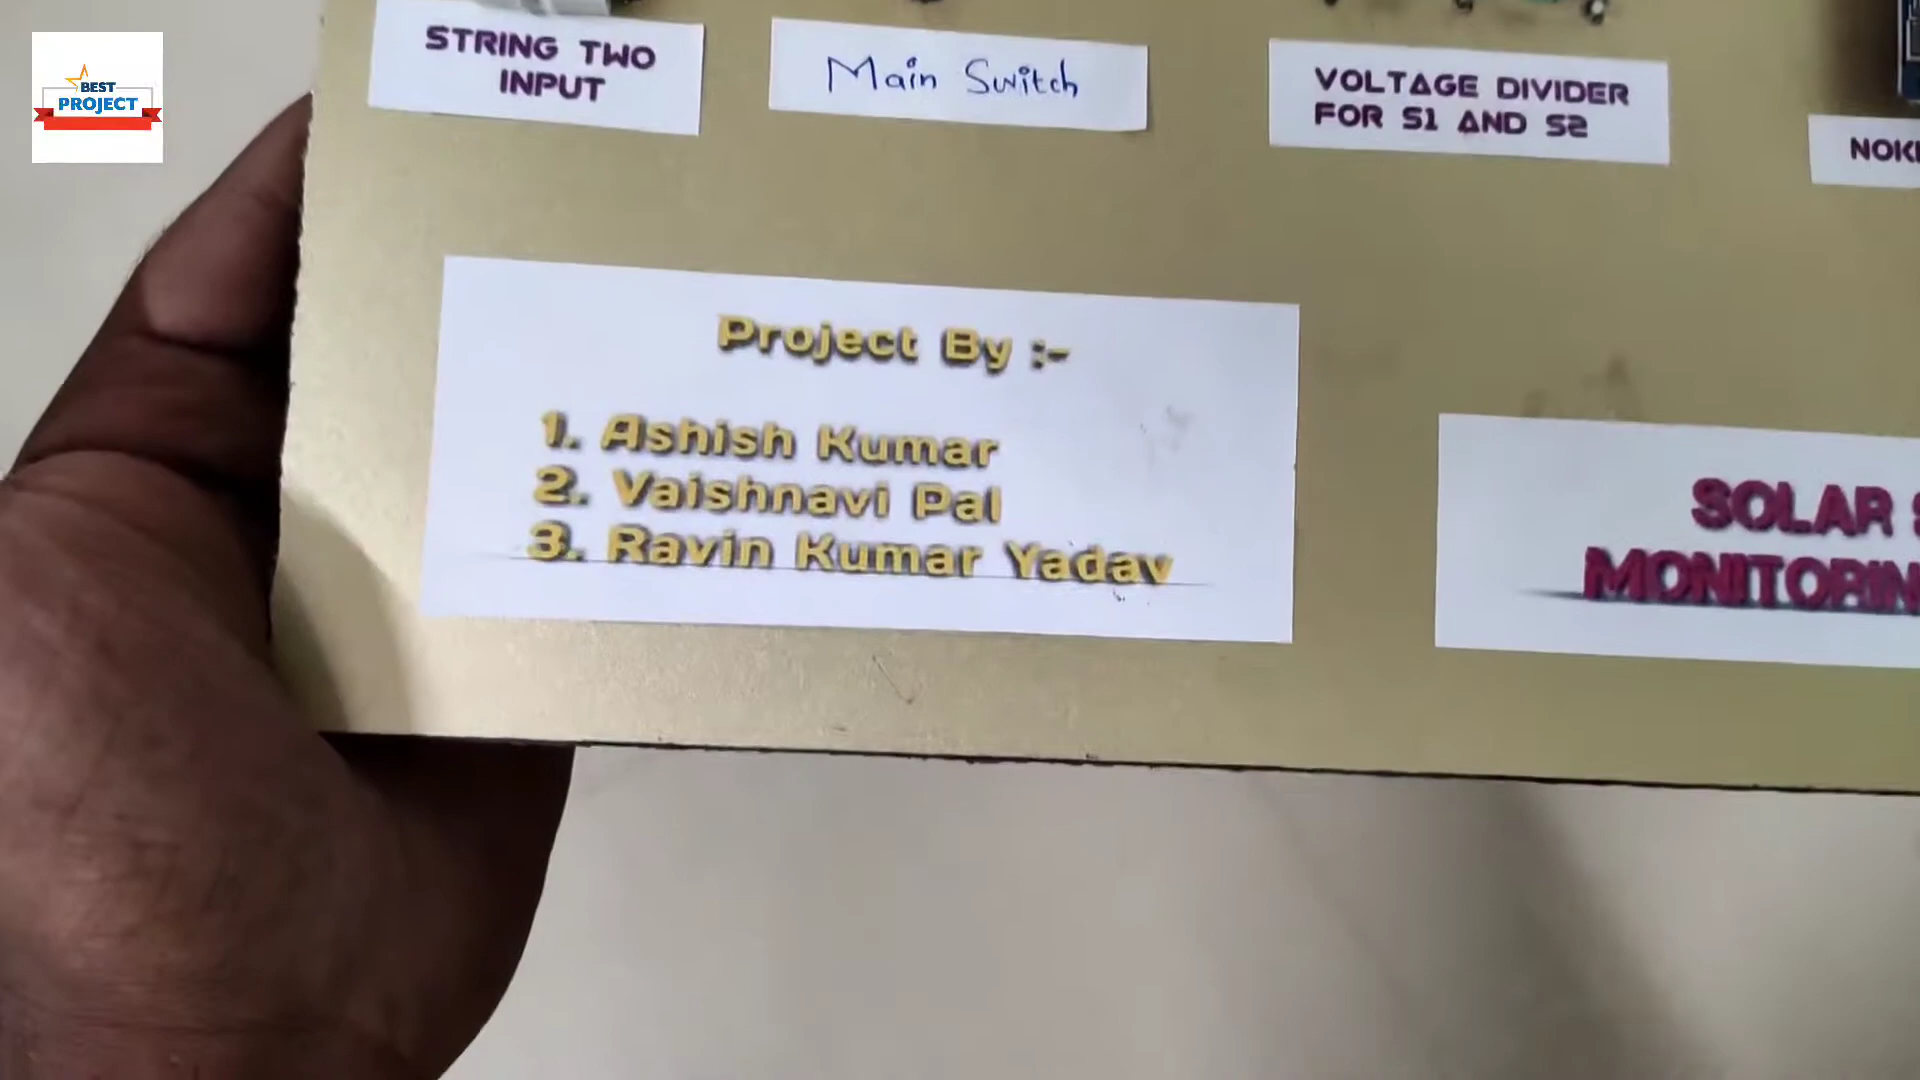 BEST
PROJECT
STRING TWO
INPUT
Main Switch
VOLTAGE DIVIDER
FOR S1 AND S2
Project By :-
1. Ashish Kumar
2. Vaishnavi Pal
3. Ravin Kumar Yadav
SOLAR